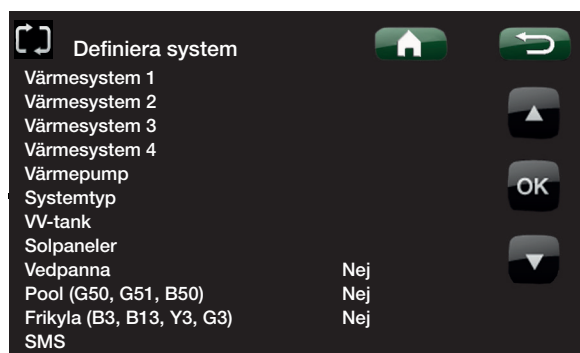 Definiera system
Värmesystem 1
Värmesystem 2
Värmesystem 3
Värmesystem 4
Värmepump
OK
Systemtyp
VV-tank
Solpaneler
Vedpanna Nej
Pool (G50, G51, B50) Nej
Frikyla (B3, B13, Y3, G3) Nej
SMS